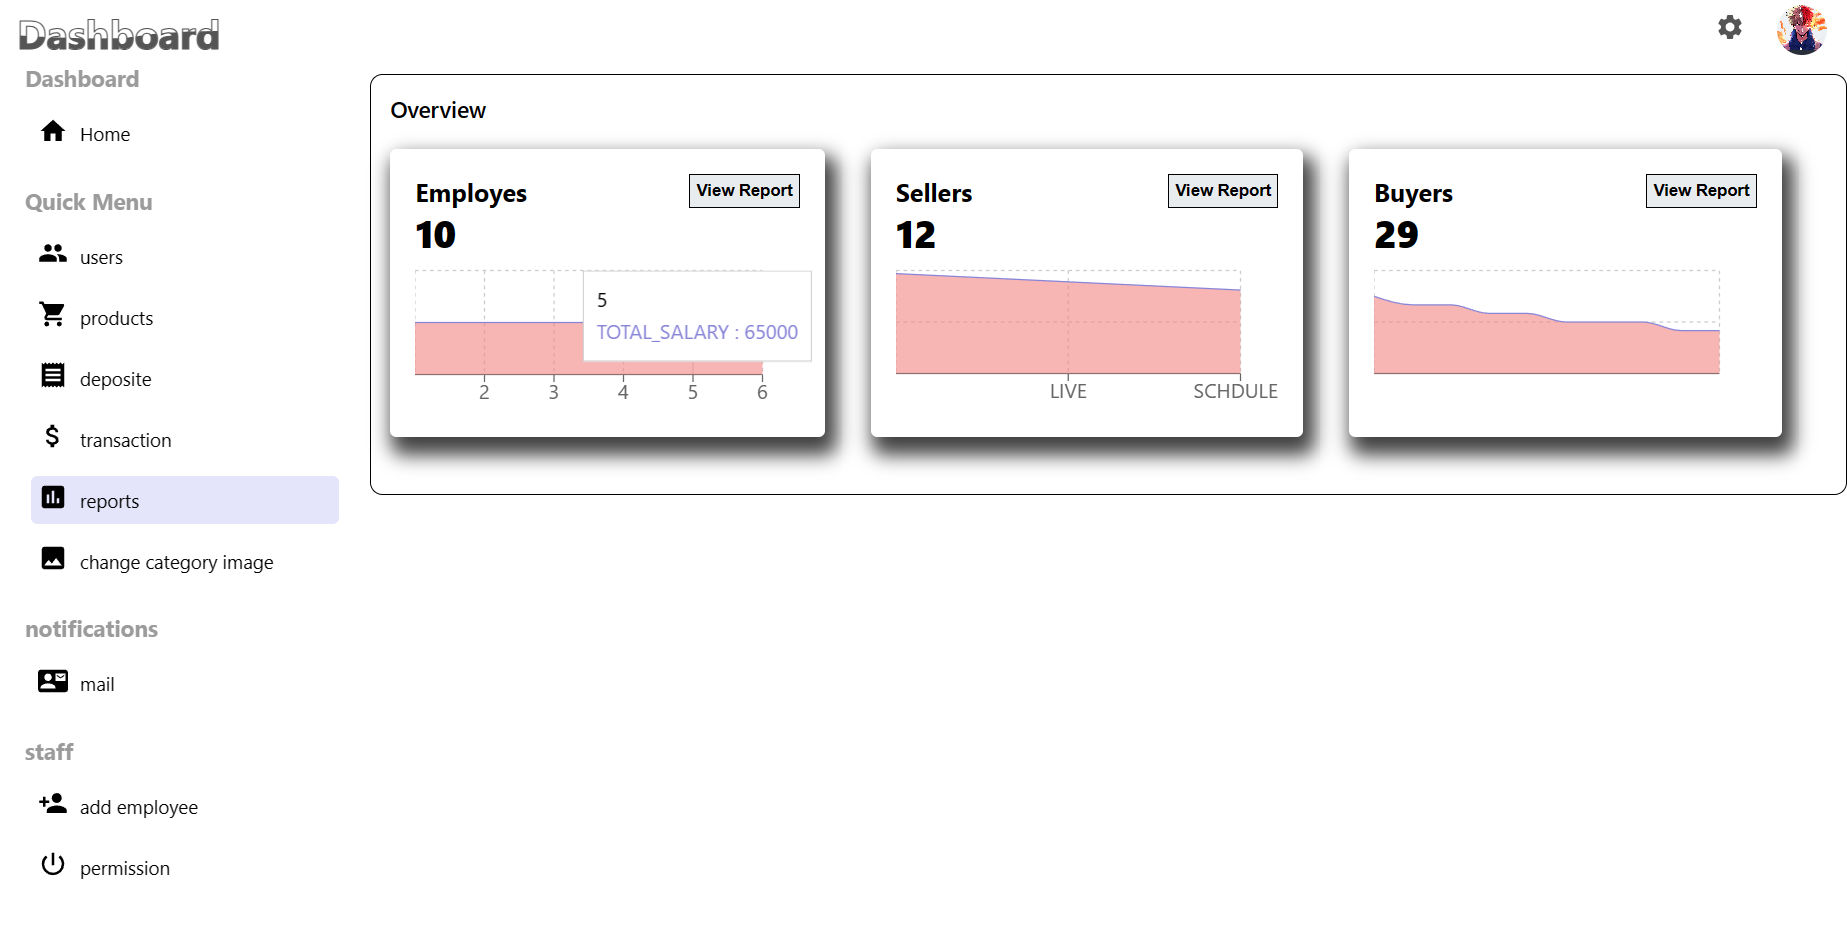 Dashboard
Dashboard
Home
Quick Menu
users
products
deposite
transaction
reports
change category image
notifications
mail
staff
add employee
permission
Overview
Employes
View Report
10
5
TOTAL_SALARY : 65000
2 3 4 5 6
Sellers
View Report
12
LIVE SCHDULE
Buyers
View Report
29